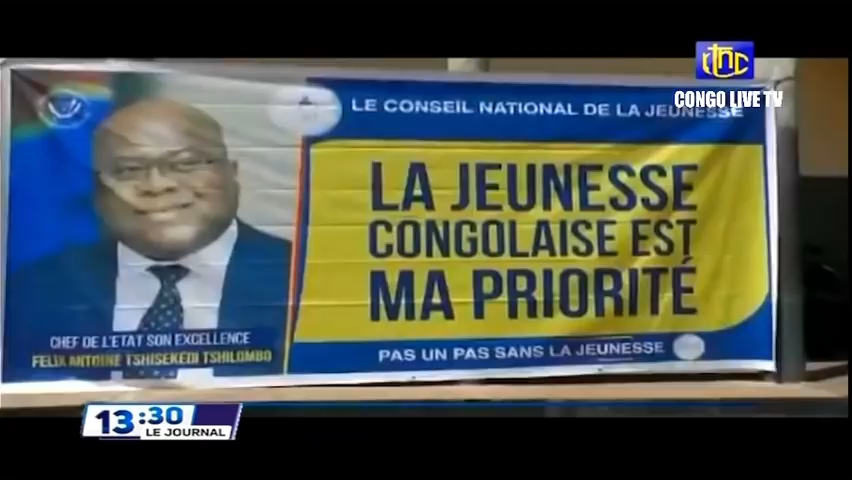 rtnc
CONGO LIVE TV
LE CONSEIL NATIONAL DE LA JEUNESSE
LA JEUNESSE
CONGOLAISE EST
MA PRIORITÉ
CHEF DE L'ETAT SON EXCELLENCE
FELIX ANTOINE TSHISEKEDI TSHILOMBO
PAS UN PAS SANS LA JEUNESSE
13:30
LE JOURNAL